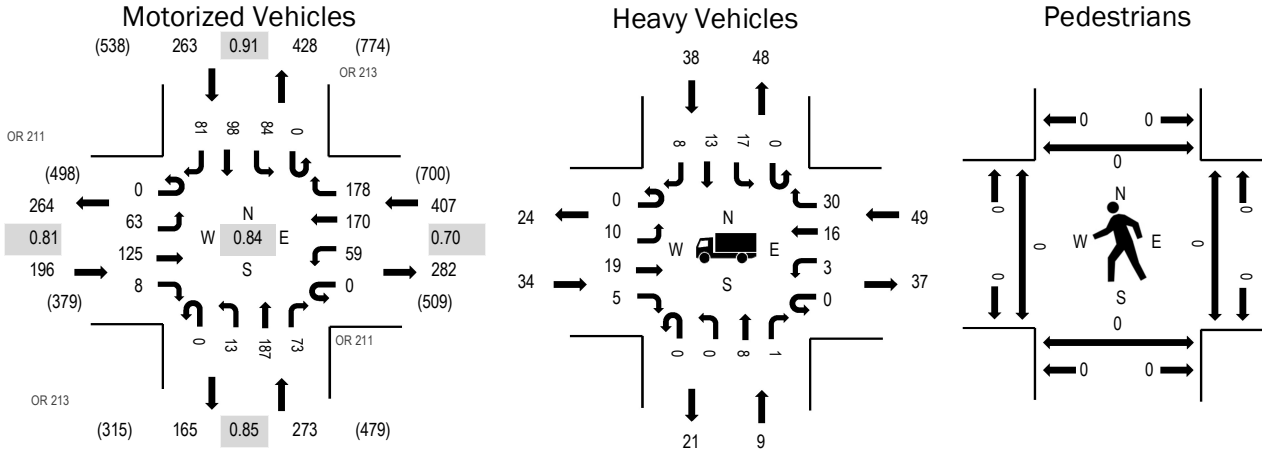 Motorized Vehicles
(538) 263 0.91 428 (774)
OR 213
OR 211
81 98 84 0
(498)
264
0.81
196
(379)
0
63
125
8
N
W 0.84 E
S
178
170
59
0
(700)
407
0.70
282
(509)
0 13 187 73
OR 211
OR 213
(315) 165 0.85 273 (479)
Heavy Vehicles
38 48
8 13 17 0
24
34
0
10
19
5
N
W E
S
30
16
3
0
49
37
0 0 8 1
21 9
Pedestrians
0 0
0
0
0
0
N
W E
S
0
0
0
0
0 0